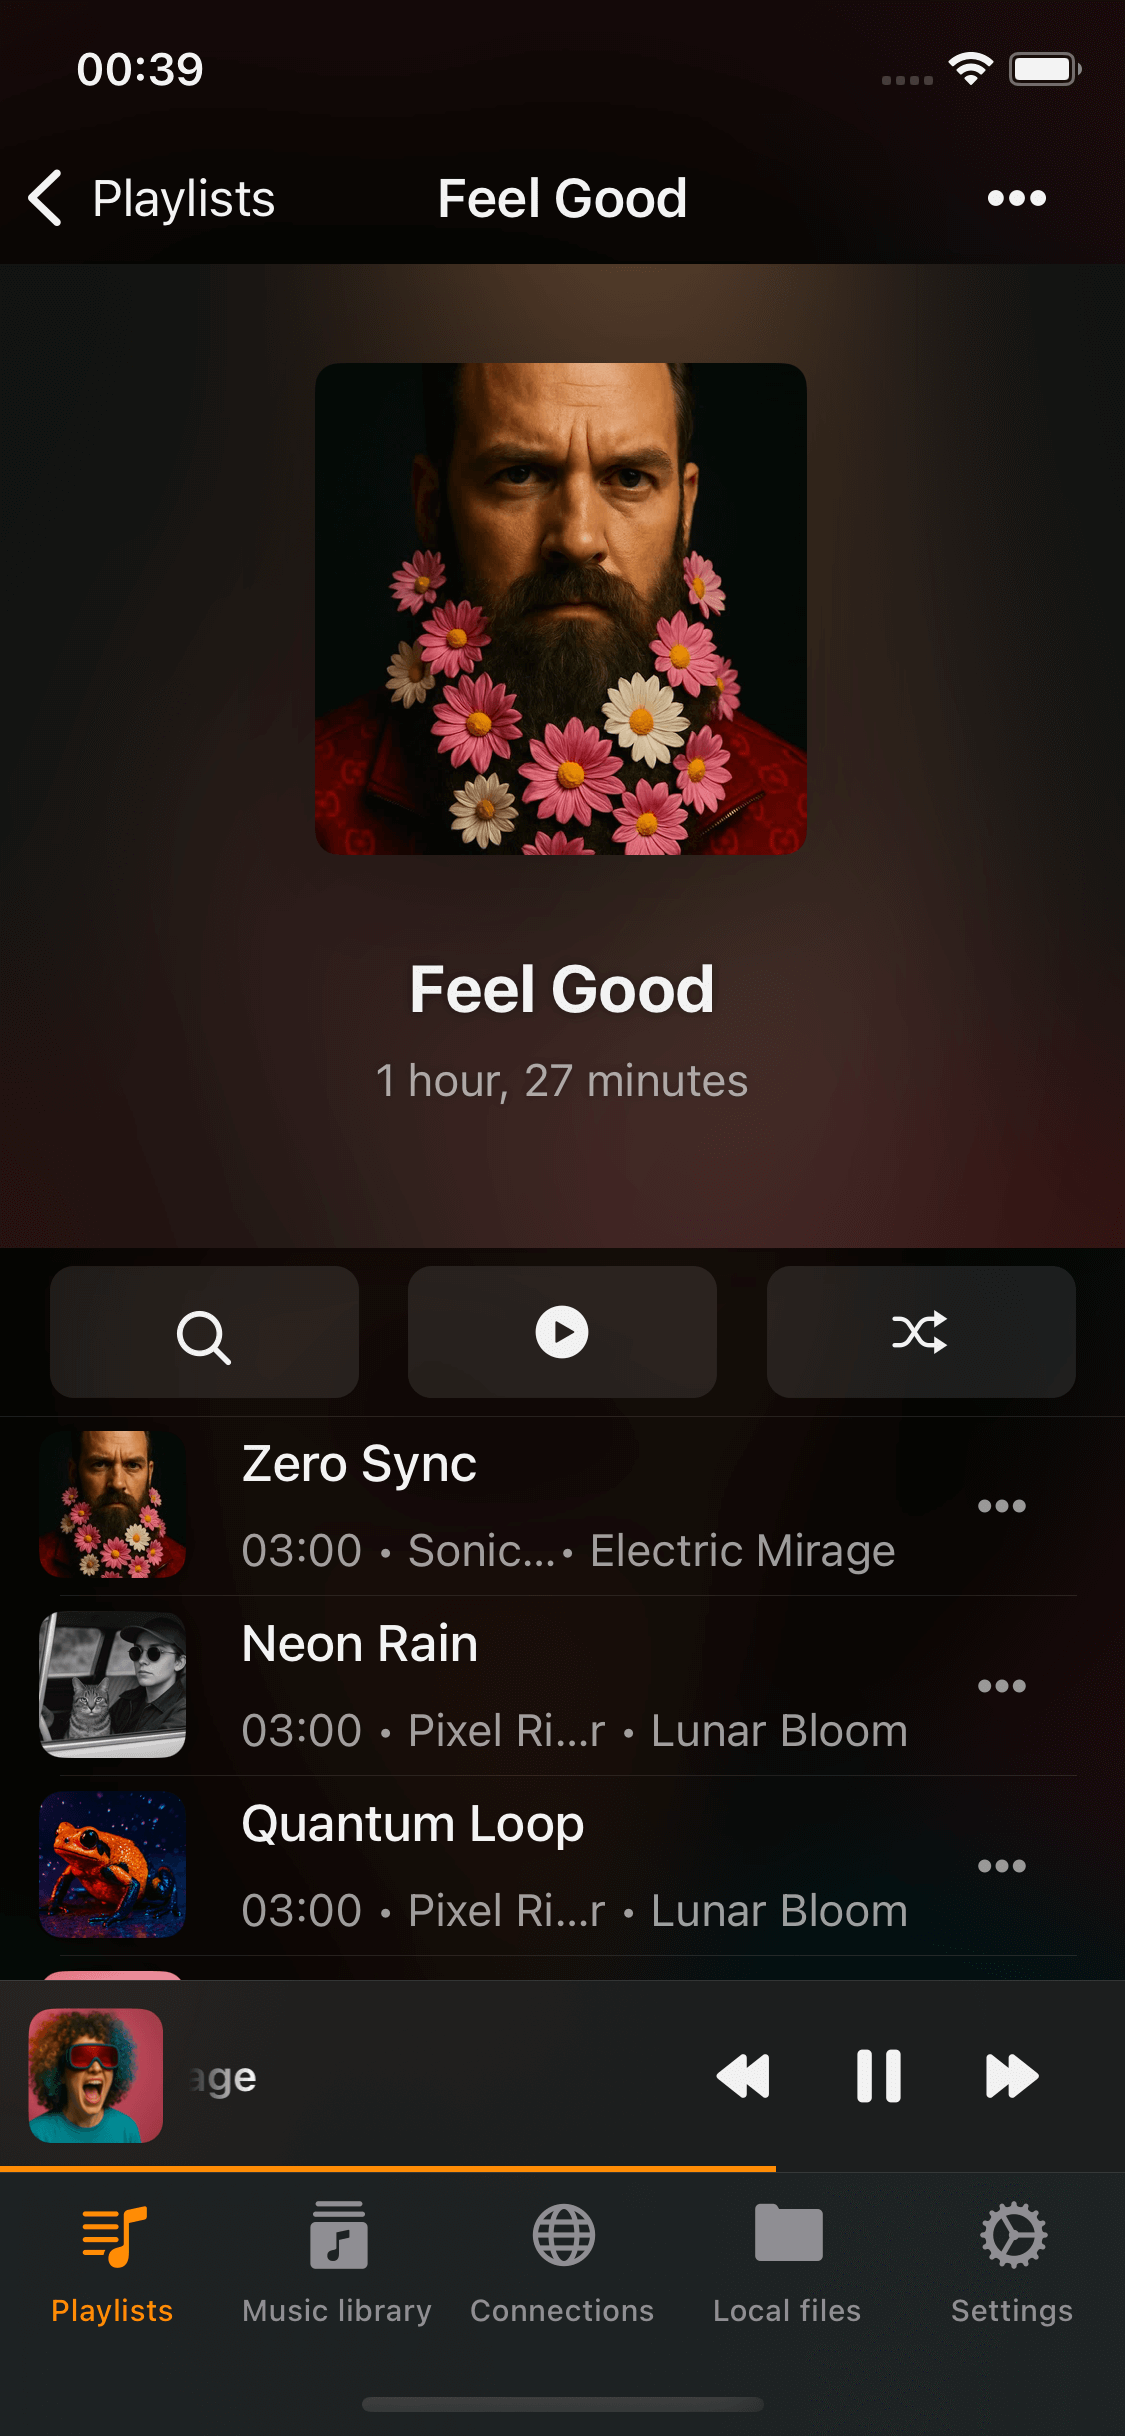 00:39
Playlists
Feel Good
Feel Good
1 hour, 27 minutes
Zero Sync
03:00 • Sonic... • Electric Mirage
Neon Rain
03:00 • Pixel Ri...r • Lunar Bloom
Quantum Loop
03:00 • Pixel Ri...r • Lunar Bloom
age
Playlists
Music library
Connections
Local files
Settings